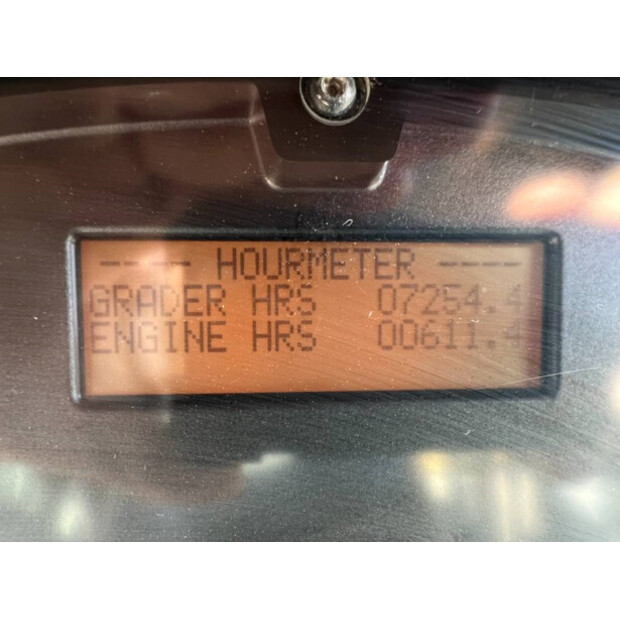 ---- HOURMETER ----
GRADER HRS 07254.4
ENGINE HRS 00611.4